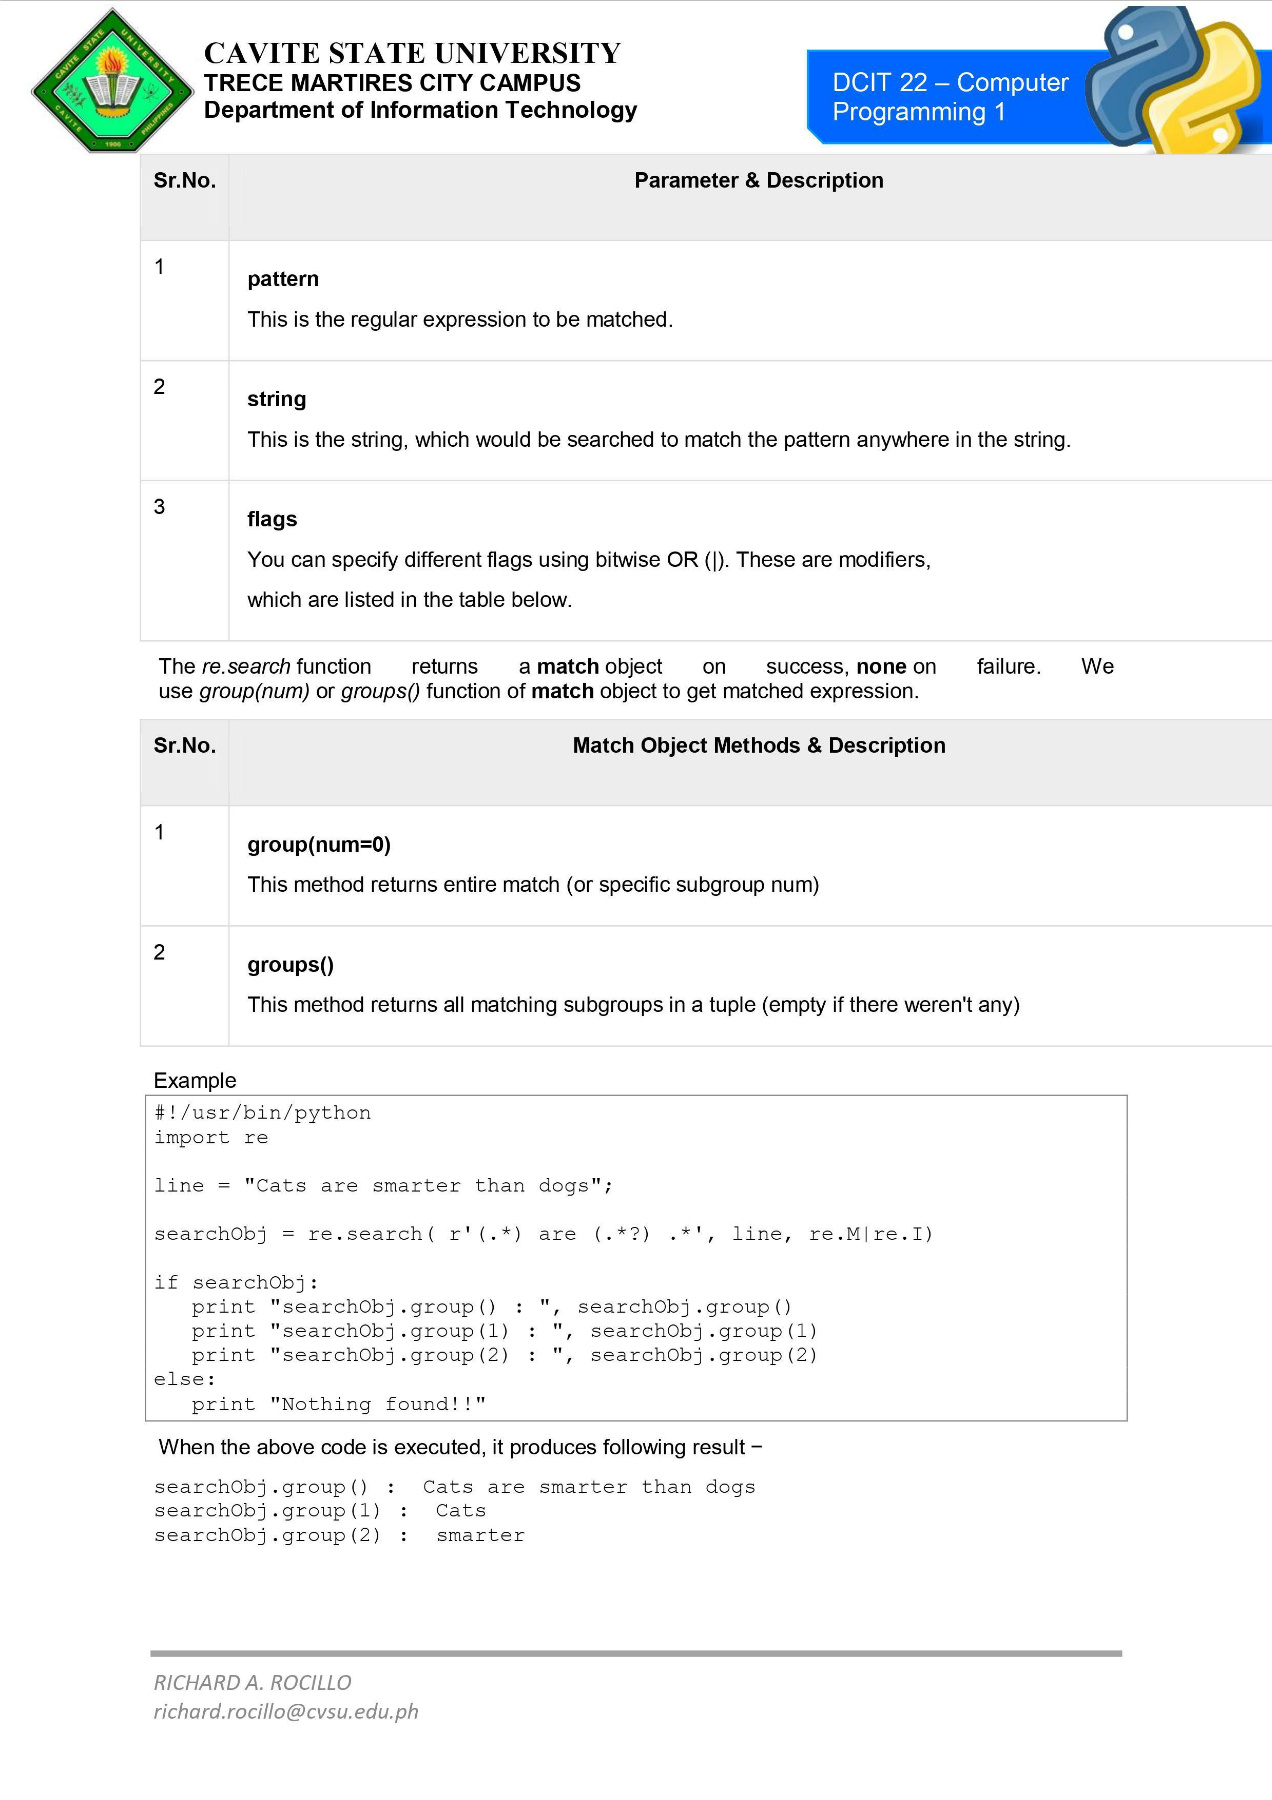 CAVITE STATE UNIVERSITY
TRECE MARTIRES CITY CAMPUS
Department of Information Technology
DCIT 22 – Computer
Programming 1
CAVITE STATE UNIVERSITY
CAVITE
PHILIPPINES
1906
Sr.No. Parameter & Description
1
pattern
This is the regular expression to be matched.
2
string
This is the string, which would be searched to match the pattern anywhere in the string.
3
flags
You can specify different flags using bitwise OR (|). These are modifiers,
which are listed in the table below.
The re.search function returns a match object on success, none on failure. We
use group(num) or groups() function of match object to get matched expression.
Sr.No. Match Object Methods & Description
1
group(num=0)
This method returns entire match (or specific subgroup num)
2
groups()
This method returns all matching subgroups in a tuple (empty if there weren't any)
Example
#!/usr/bin/python
import re
line = "Cats are smarter than dogs";
searchObj = re.search( r'(.*) are (.*?) .*', line, re.M|re.I)
if searchObj:
   print "searchObj.group() : ", searchObj.group()
   print "searchObj.group(1) : ", searchObj.group(1)
   print "searchObj.group(2) : ", searchObj.group(2)
else:
   print "Nothing found!!"
When the above code is executed, it produces following result −
searchObj.group() :  Cats are smarter than dogs
searchObj.group(1) :  Cats
searchObj.group(2) :  smarter
RICHARD A. ROCILLO
richard.rocillo@cvsu.edu.ph